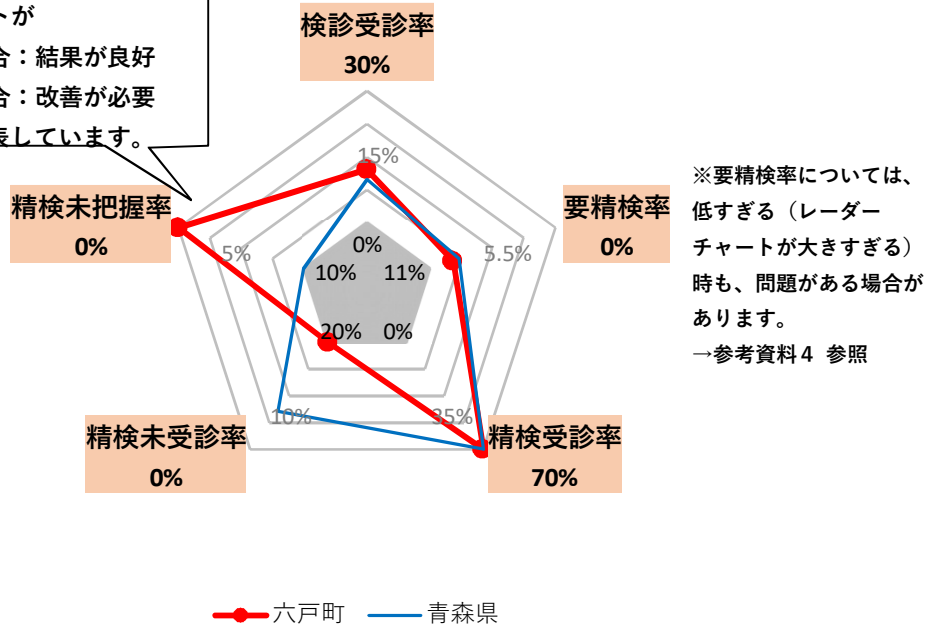 トが
合：結果が良好
合：改善が必要
表しています。
検診受診率
30%
15%
精検未把握率
0%
5%
要精検率
0%
5.5%
0%
10%
11%
20%
0%
10%
35%
精検未受診率
0%
精検受診率
70%
※要精検率については、
低すぎる（レーダー
チャートが大きすぎる）
時も、問題がある場合が
あります。
→参考資料４ 参照
六戸町
青森県